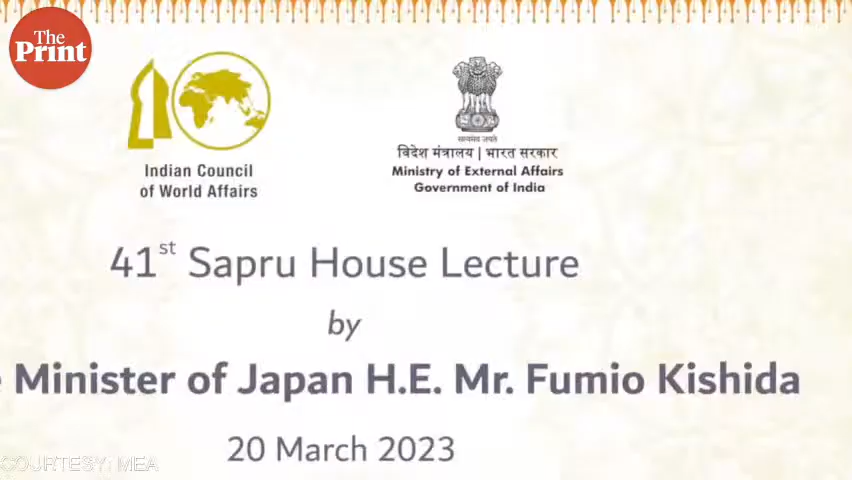 The
Print
Indian Council
of World Affairs
सत्यमेव जयते
विदेश मंत्रालय | भारत सरकार
Ministry of External Affairs
Government of India
41st Sapru House Lecture
by
Minister of Japan H.E. Mr. Fumio Kishida
20 March 2023
COURTESY: MEA